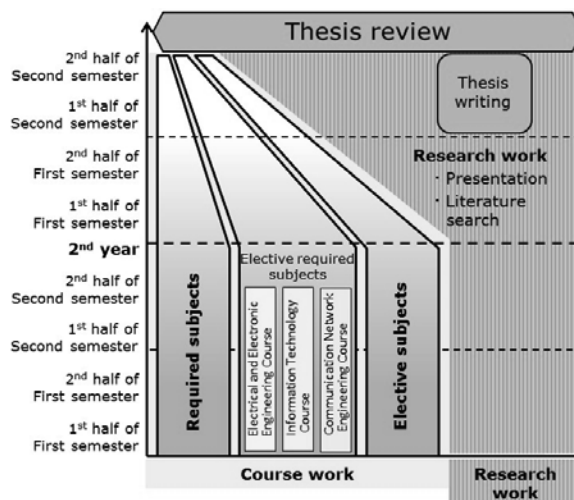 Thesis review
2nd half of
Second semester
1st half of
Second semester
2nd half of
First semester
1st half of
First semester
2nd year
2nd half of
Second semester
1st half of
Second semester
2nd half of
First semester
1st half of
First semester
Thesis
writing
Research work
· Presentation
· Literature
search
Required subjects
Elective required
subjects
Electrical and Electronic
Engineering Course
Information Technology
Course
Communication Network
Engineering Course
Elective subjects
Course work
Research
work